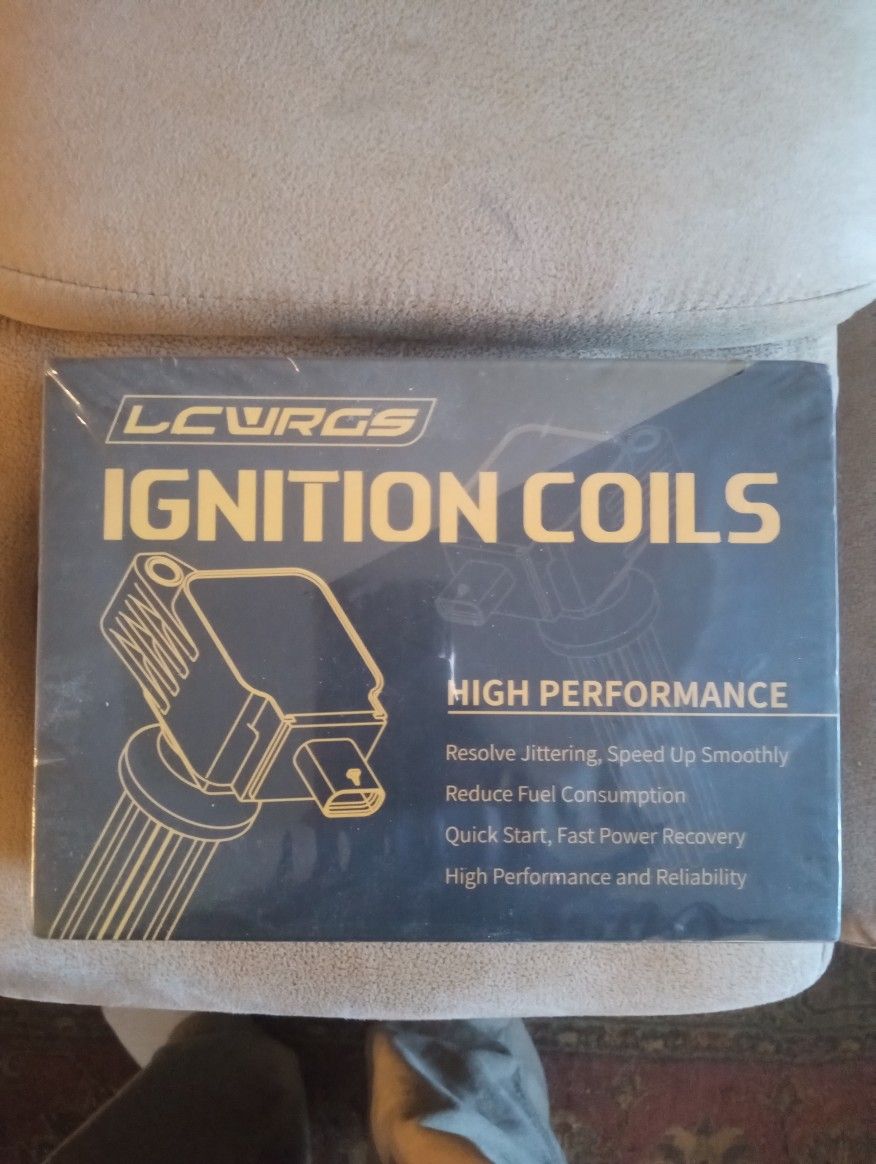 LCWRGS
IGNITION COILS
HIGH PERFORMANCE
Resolve Jittering, Speed Up Smoothly
Reduce Fuel Consumption
Quick Start, Fast Power Recovery
High Performance and Reliability